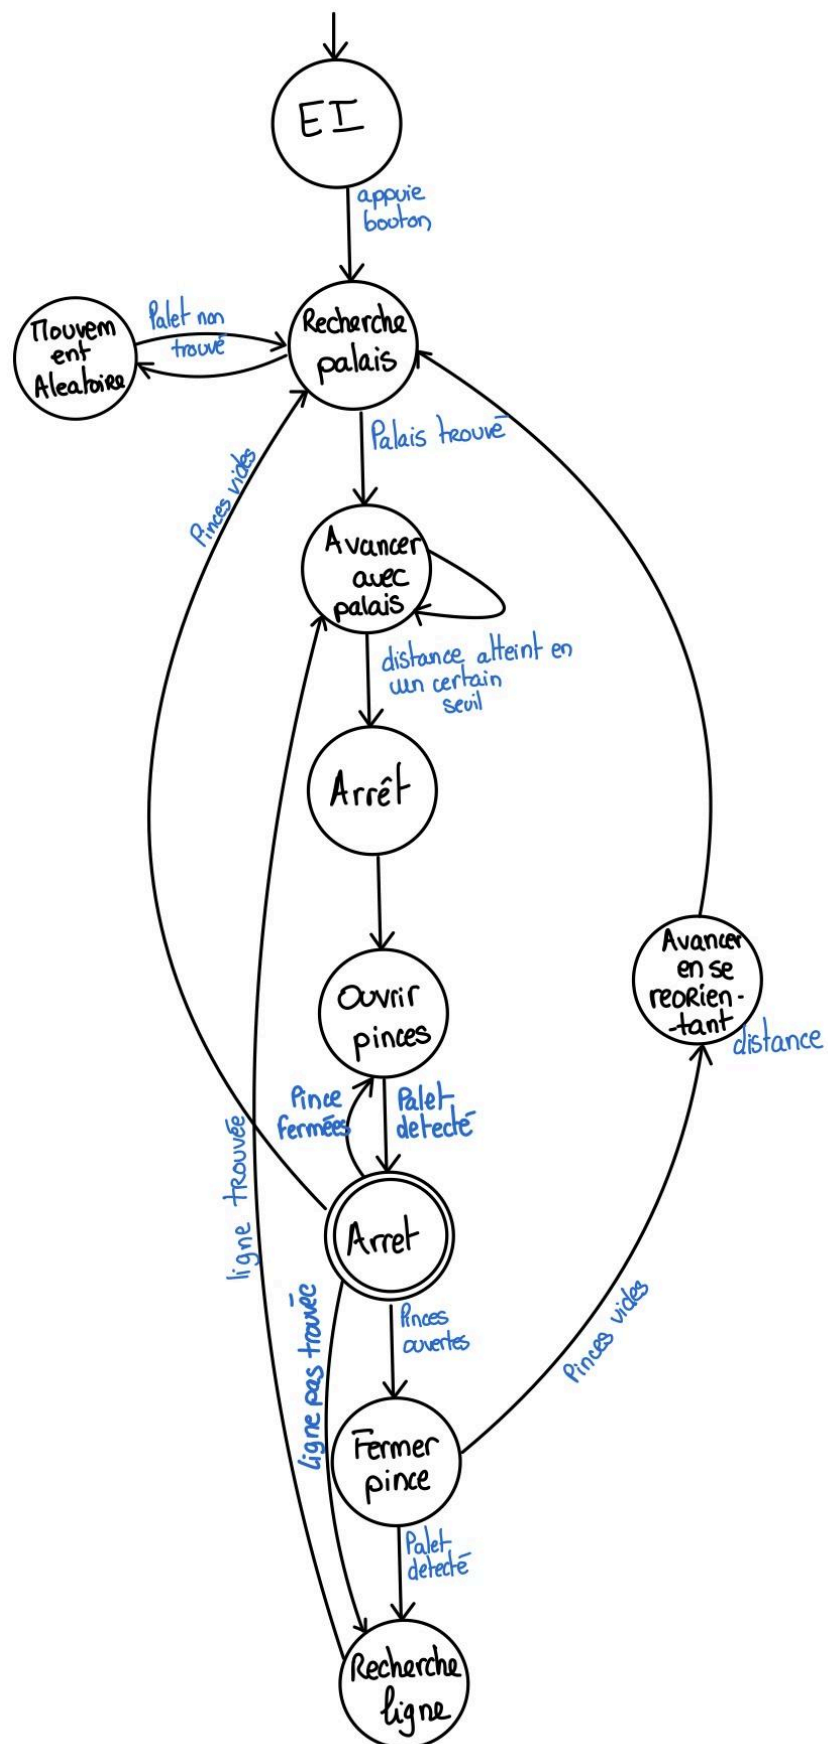 EI
appuie
bouton
Mouvem
ent
Aleatoire
Palet non
trouvé
Recherche
palais
Pinces vides
Palais trouvé
Avancer
avec
palais
distance atteint en
un certain
seuil
Arrêt
Ouvrir
pinces
Avancer
en se
reorien-
-tant
distance
Pince
fermées
Palet
detecté
ligne trouvée
Arret
Pinces
ouvertes
ligne pas trouvée
Pinces vides
Fermer
pince
Palet
detecté
Recherche
ligne